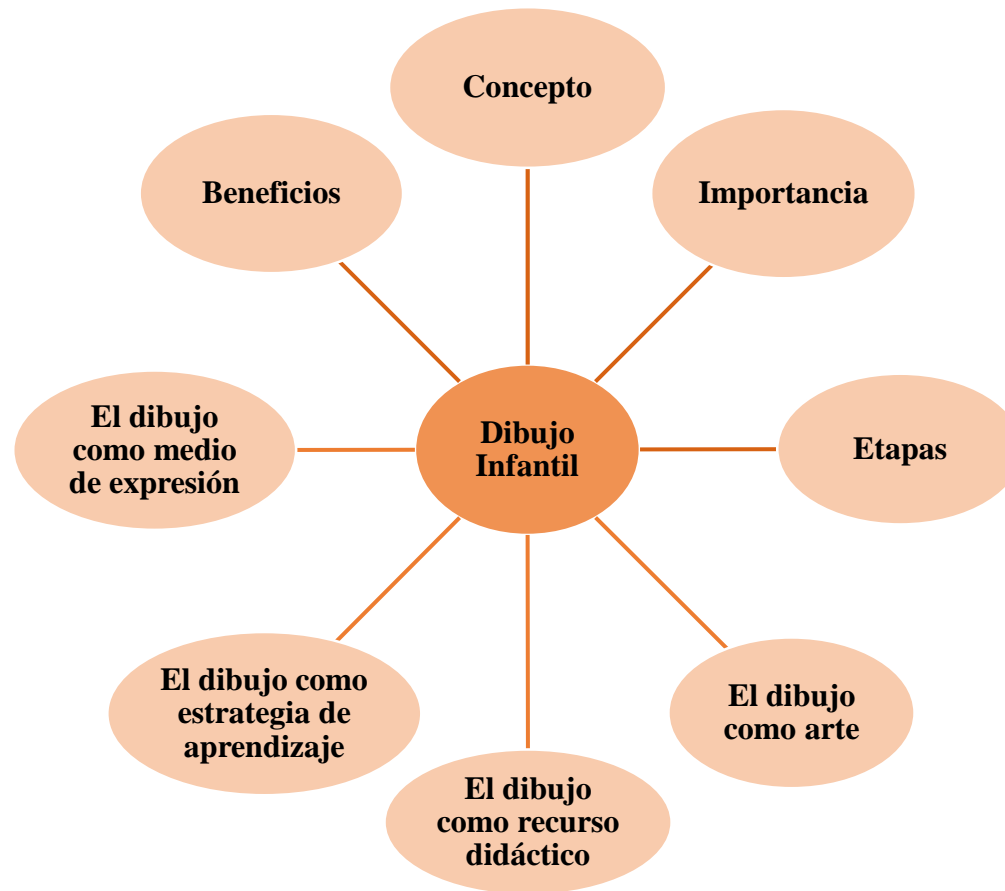 Concepto
Beneficios
Importancia
El dibujo
como medio
de expresión
Dibujo
Infantil
Etapas
El dibujo como
estrategia de
aprendizaje
El dibujo
como arte
El dibujo
como recurso
didáctico